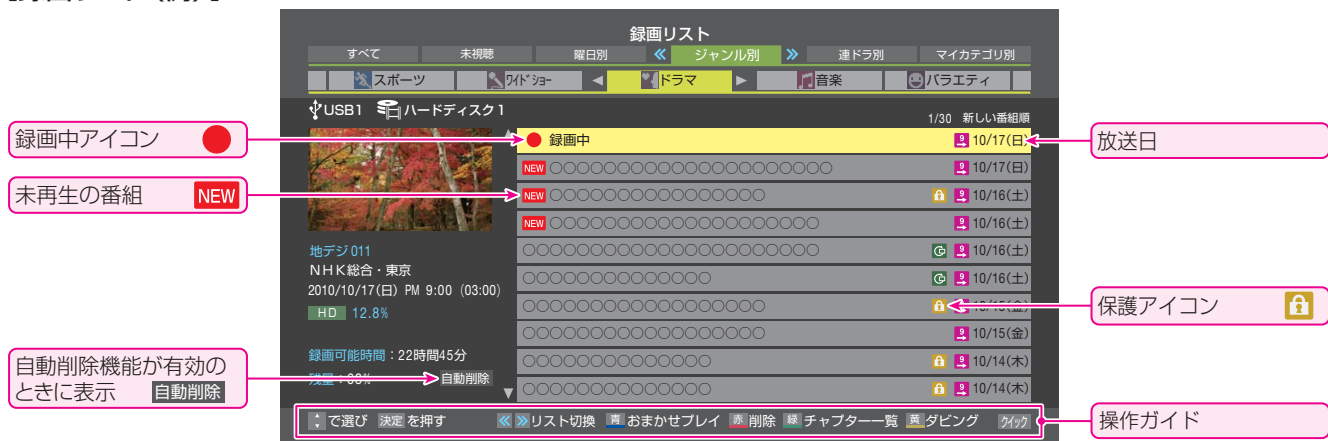 録画リスト
すべて 未視聴 曜日別 ≪ ジャンル別 ≫ 連ドラ別 マイカテゴリ別
スポーツ ワイドショー ◀ ドラマ ▶ 音楽 バラエティ
USB1 ハードディスク1
1/30 新しい番組順
録画中アイコン
録画中 9 10/17(日)
放送日
NEW ○○○○○○○○○○○○○○○○○○○○○ 9 10/17(日)
未再生の番組 NEW
NEW ○○○○○○○○○○○○○○○○ 9 10/16(土)
NEW ○○○○○○○○○○○○○○○○○○○○ 9 10/16(土)
地デジ 011
○○○○○○○○○○○○○○○○○○○○○○ 9 10/16(土)
NHK総合・東京
○○○○○○○○○○○○○○ 9 10/16(土)
2010/10/17(日) PM 9:00 (03:00)
HD 12.8%
○○○○○○○○○○○○○○○○○○
保護アイコン
○○○○○○○○○○○○○○○○○○ 9 10/15(金)
録画可能時間:22時間45分
○○○○○○○○○○○○○○ 9 10/14(木)
自動削除機能が有効の
ときに表示 自動削除
自動削除
○○○○○○○○○○○○○○ 9 10/14(木)
で選び 決定 を押す ≪ ≫ リスト切換 青 おまかせプレイ 赤 削除 緑 チャプター一覧 黄 ダビング クイック
操作ガイド